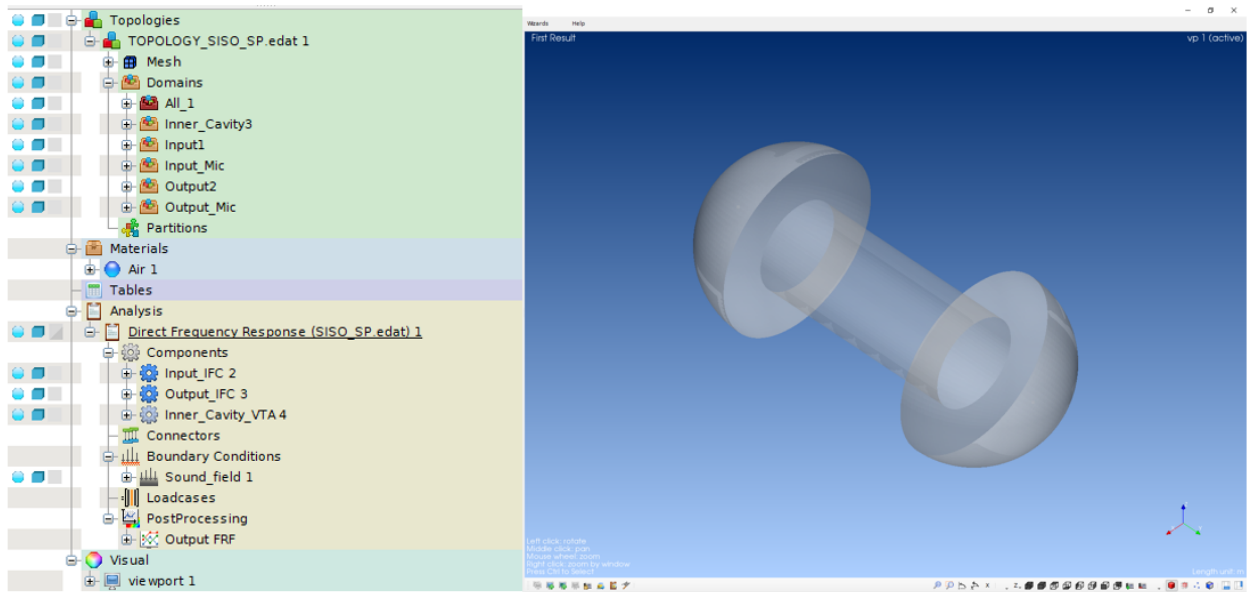 Topologies
TOPOLOGY_SISO_SP.edat 1
Mesh
Domains
All_1
Inner_Cavity3
Input1
Input_Mic
Output2
Output_Mic
Partitions
Materials
Air 1
Tables
Analysis
Direct Frequency Response (SISO_SP.edat) 1
Components
Input_IFC 2
Output_IFC 3
Inner_Cavity_VTA 4
Connectors
Boundary Conditions
Sound_field 1
Loadcases
PostProcessing
Output FRF
Visual
viewport 1
Wizards Help
First Result
vp 1 (active)
Left click: rotate
Middle click: pan
Mouse wheel: zoom
Right click: zoom by window
Press Ctrl to Select
Length unit: m